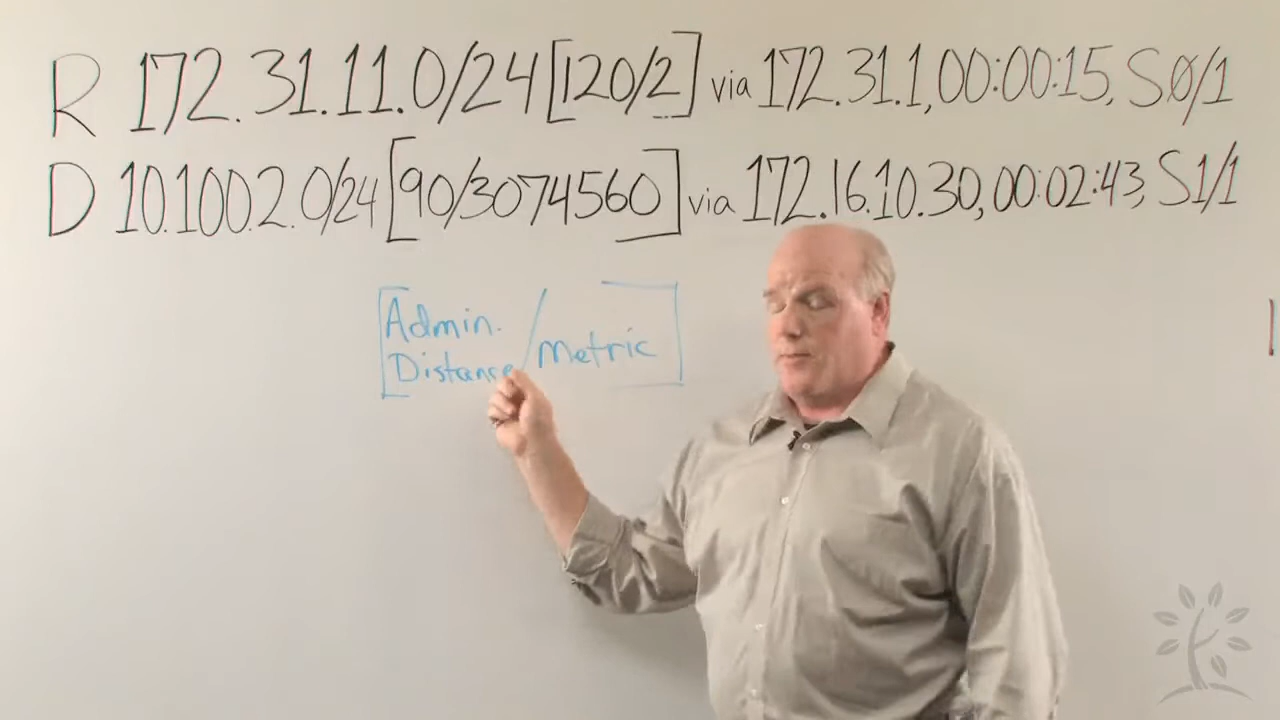 R 172.31.11.0/24 [120/2] via 172.31.1,00:00:15, S0/1
D 10.100.2.0/24 [90/3074560] via 172.16.10.30,00:02:43, S1/1
[Admin. Distance / Metric]